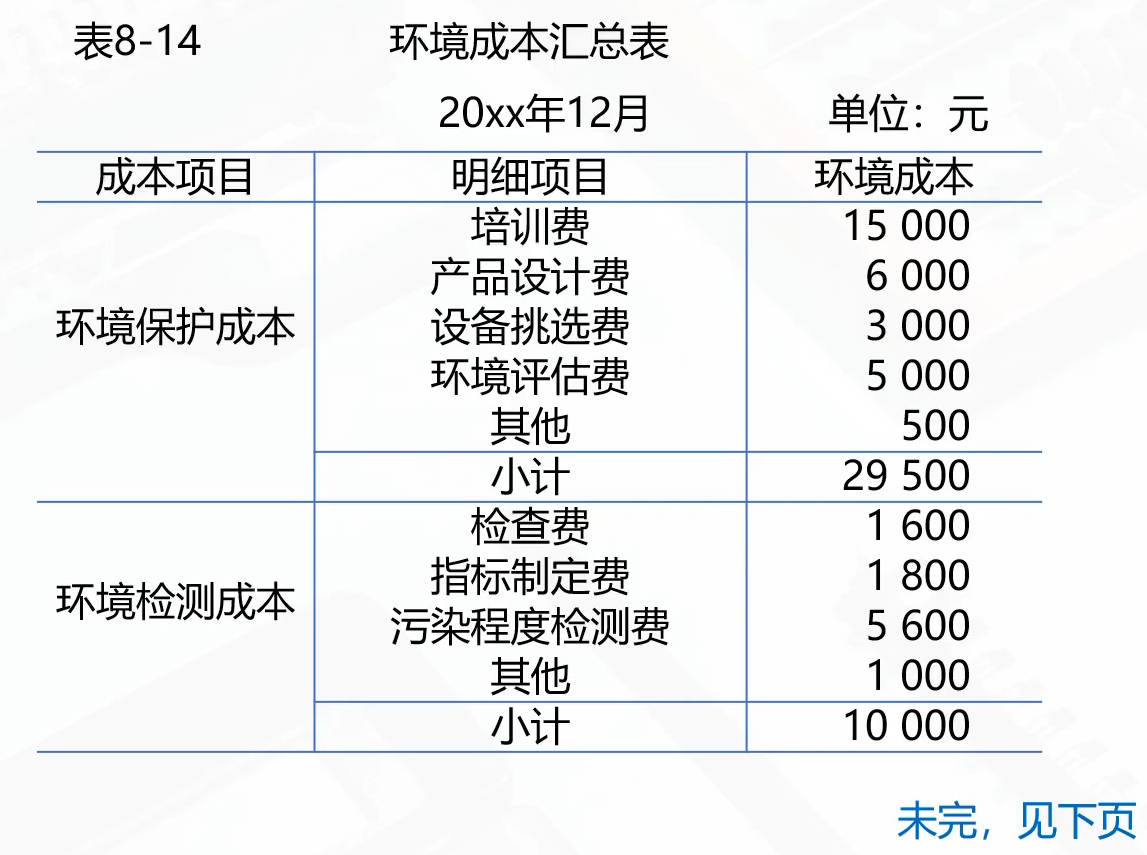 表8-14 环境成本汇总表
20xx年12月 单位：元
成本项目 明细项目 环境成本
培训费 15 000
产品设计费 6 000
环境保护成本 设备挑选费 3 000
环境评估费 5 000
其他 500
小计 29 500
检查费 1 600
指标制定费 1 800
环境检测成本 污染程度检测费 5 600
其他 1 000
小计 10 000
未完，见下页